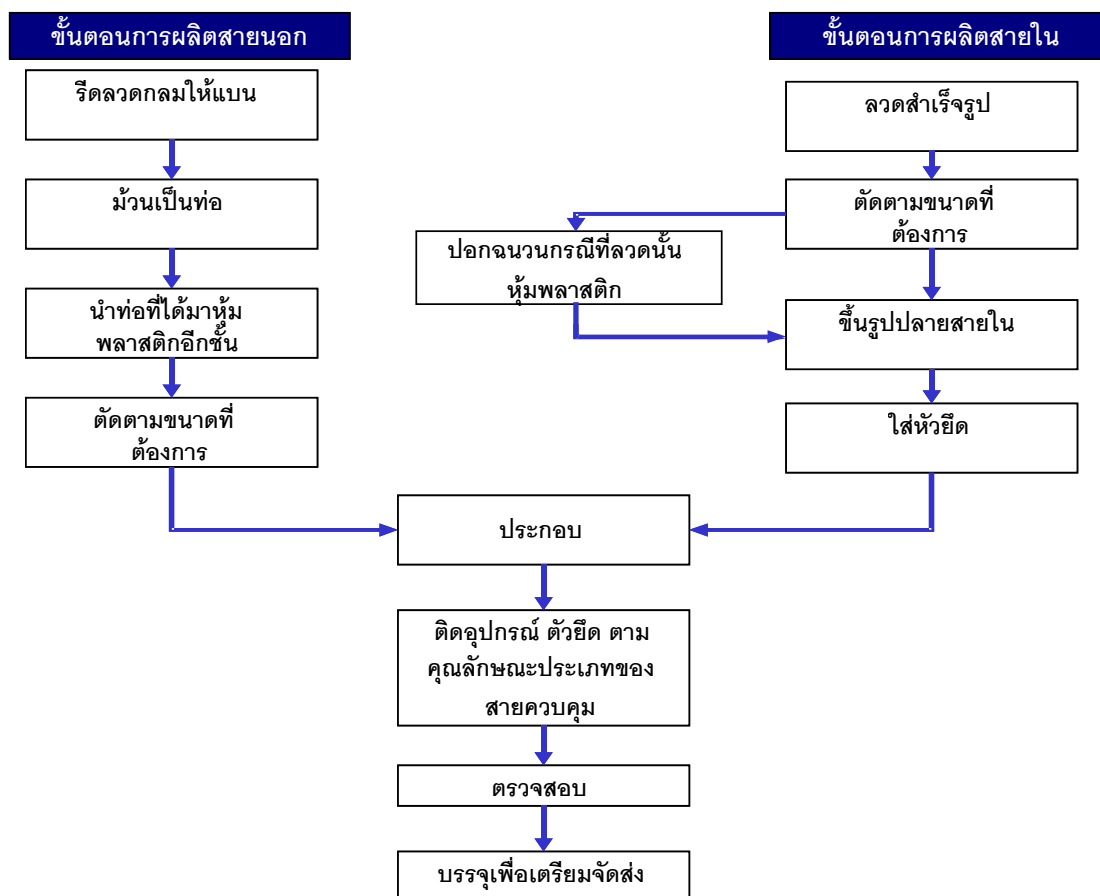 ขั้นตอนการผลิตสายนอก
รีดลวดกลมให้แบน
ม้วนเป็นท่อ
นำท่อที่ได้มาหุ้ม
พลาสติกอีกชั้น
ตัดตามขนาดที่
ต้องการ
ขั้นตอนการผลิตสายใน
ลวดสำเร็จรูป
ตัดตามขนาดที่
ต้องการ
ปอกฉนวนกรณีที่ลวดนั้น
หุ้มพลาสติก
ขึ้นรูปปลายสายใน
ใส่หัวยึด
ประกอบ
ติดอุปกรณ์ ตัวยึด ตาม
คุณลักษณะประเภทของ
สายควบคุม
ตรวจสอบ
บรรจุเพื่อเตรียมจัดส่ง